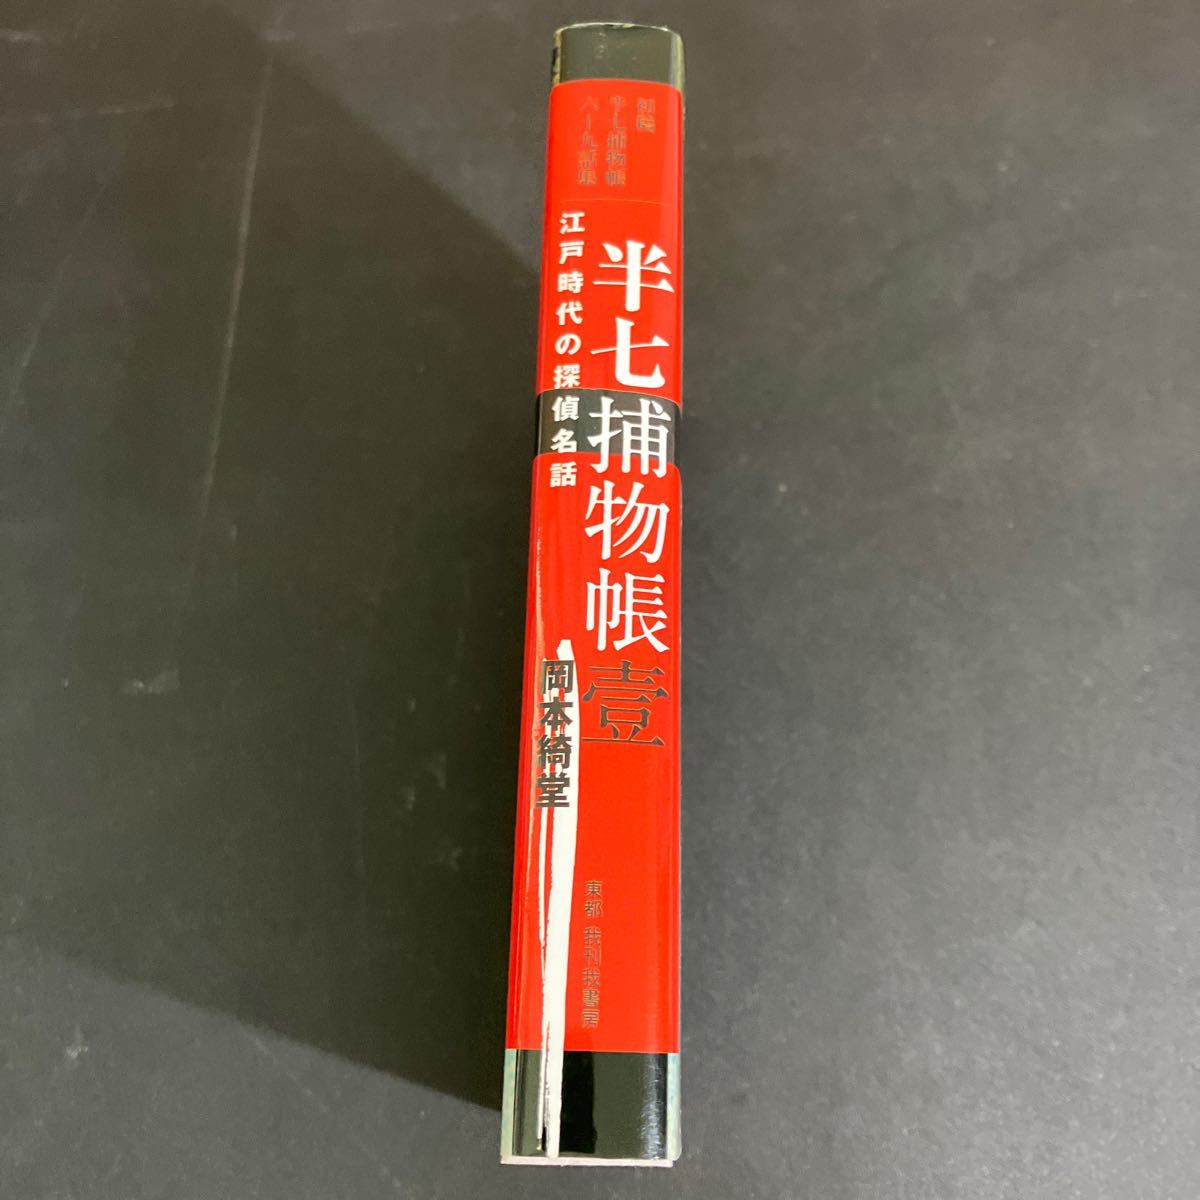 初出
半七捕物帳
六十九話集
半七捕物帳 壹
江戸時代の探偵名話
岡本綺堂
東都 我刊我書房